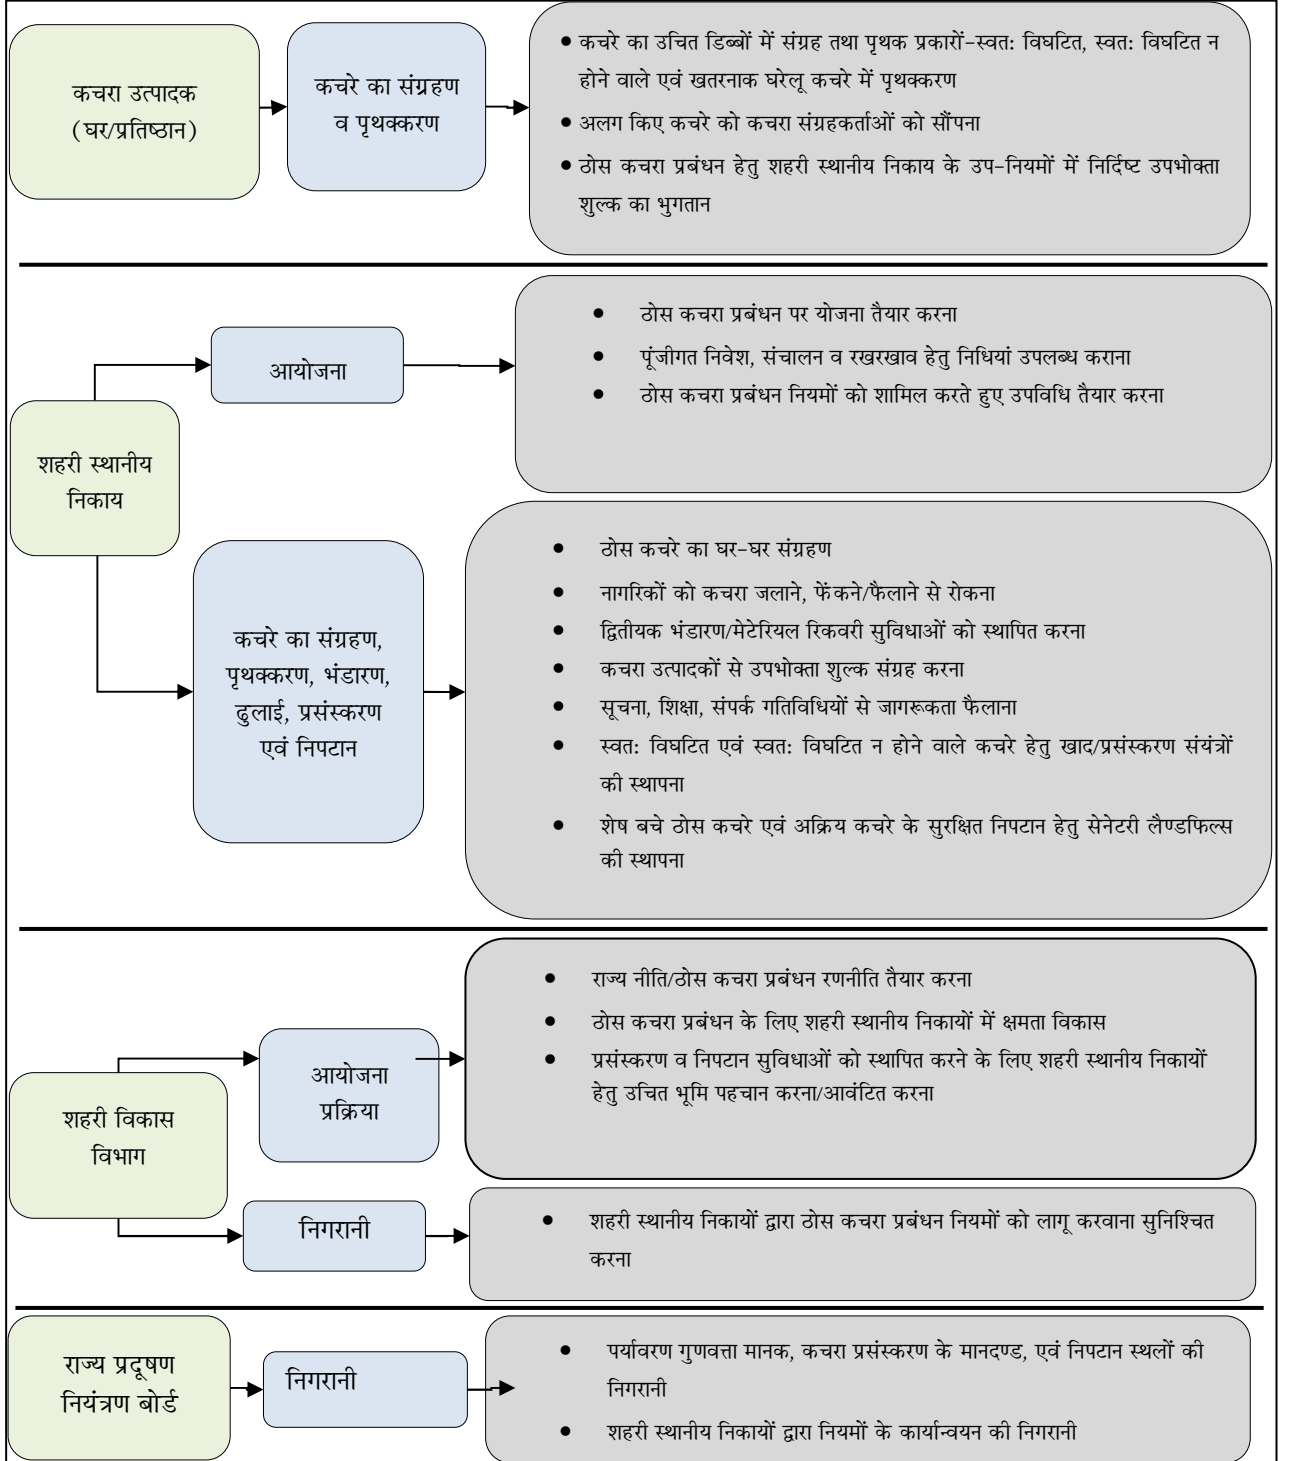 कचरा उत्पादक
(घर/प्रतिष्ठान)
कचरे का संग्रहण
व पृथक्करण
• कचरे का उचित डिब्बों में संग्रह तथा पृथक प्रकारों-स्वत: विघटित, स्वत: विघटित न
होने वाले एवं खतरनाक घरेलू कचरे में पृथक्करण
• अलग किए कचरे को कचरा संग्रहकर्ताओं को सौंपना
• ठोस कचरा प्रबंधन हेतु शहरी स्थानीय निकाय के उप-नियमों में निर्दिष्ट उपभोक्ता
शुल्क का भुगतान
शहरी स्थानीय
निकाय
आयोजना
• ठोस कचरा प्रबंधन पर योजना तैयार करना
• पूंजीगत निवेश, संचालन व रखरखाव हेतु निधियां उपलब्ध कराना
• ठोस कचरा प्रबंधन नियमों को शामिल करते हुए उपविधि तैयार करना
कचरे का संग्रहण,
पृथक्करण, भंडारण,
ढुलाई, प्रसंस्करण
एवं निपटान
• ठोस कचरे का घर-घर संग्रहण
• नागरिकों को कचरा जलाने, फेंकने/फैलाने से रोकना
• द्वितीयक भंडारण/मेटेरियल रिकवरी सुविधाओं को स्थापित करना
• कचरा उत्पादकों से उपभोक्ता शुल्क संग्रह करना
• सूचना, शिक्षा, संपर्क गतिविधियों से जागरूकता फैलाना
• स्वत: विघटित एवं स्वत: विघटित न होने वाले कचरे हेतु खाद/प्रसंस्करण संयंत्रों
की स्थापना
• शेष बचे ठोस कचरे एवं अक्रिय कचरे के सुरक्षित निपटान हेतु सेनेटरी लैण्डफिल्स
की स्थापना
शहरी विकास
विभाग
आयोजना
प्रक्रिया
• राज्य नीति/ठोस कचरा प्रबंधन रणनीति तैयार करना
• ठोस कचरा प्रबंधन के लिए शहरी स्थानीय निकायों में क्षमता विकास
• प्रसंस्करण व निपटान सुविधाओं को स्थापित करने के लिए शहरी स्थानीय निकायों
हेतु उचित भूमि पहचान करना/आवंटित करना
निगरानी
• शहरी स्थानीय निकायों द्वारा ठोस कचरा प्रबंधन नियमों को लागू करवाना सुनिश्चित
करना
राज्य प्रदूषण
नियंत्रण बोर्ड
निगरानी
• पर्यावरण गुणवत्ता मानक, कचरा प्रसंस्करण के मानदण्ड, एवं निपटान स्थलों की
निगरानी
• शहरी स्थानीय निकायों द्वारा नियमों के कार्यान्वयन की निगरानी